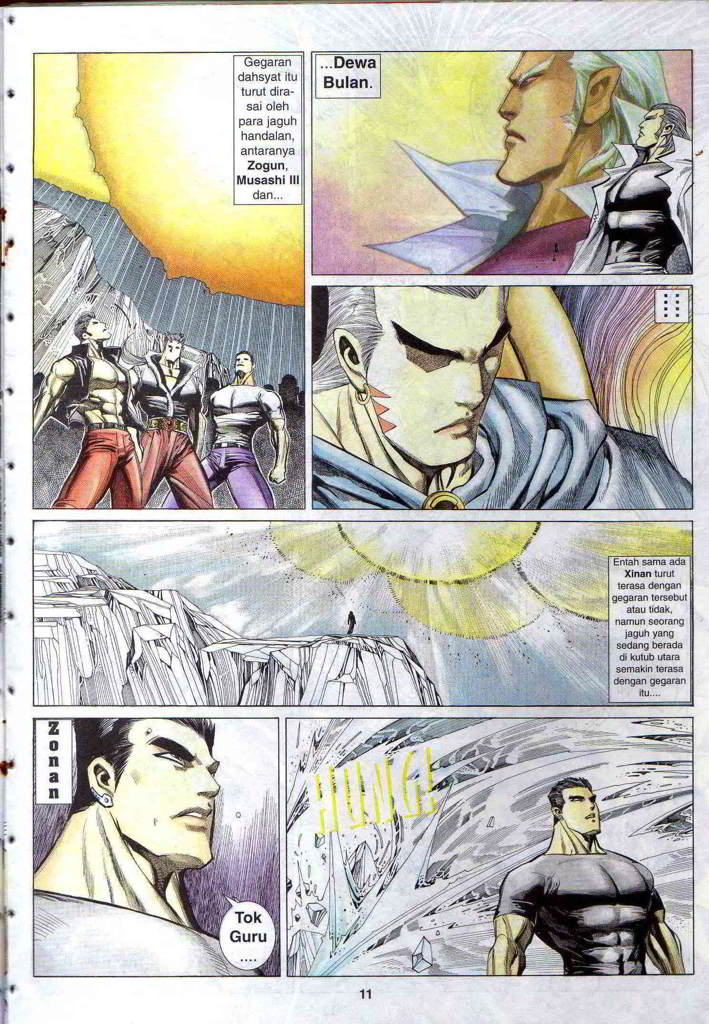 Gegaran
dahsyat itu
turut dira-
sai oleh
para jaguh
handalan,
antaranya
Zogun,
Musashi III
dan...
...Dewa
Bulan.
Entah sama ada
Xinan turut
terasa dengan
gegaran tersebut
atau tidak,
namun seorang
jaguh yang
sedang berada
di kutub utara
semakin terasa
dengan gegaran
itu....
Zonan
Tok
Guru
....
HUNG!
11